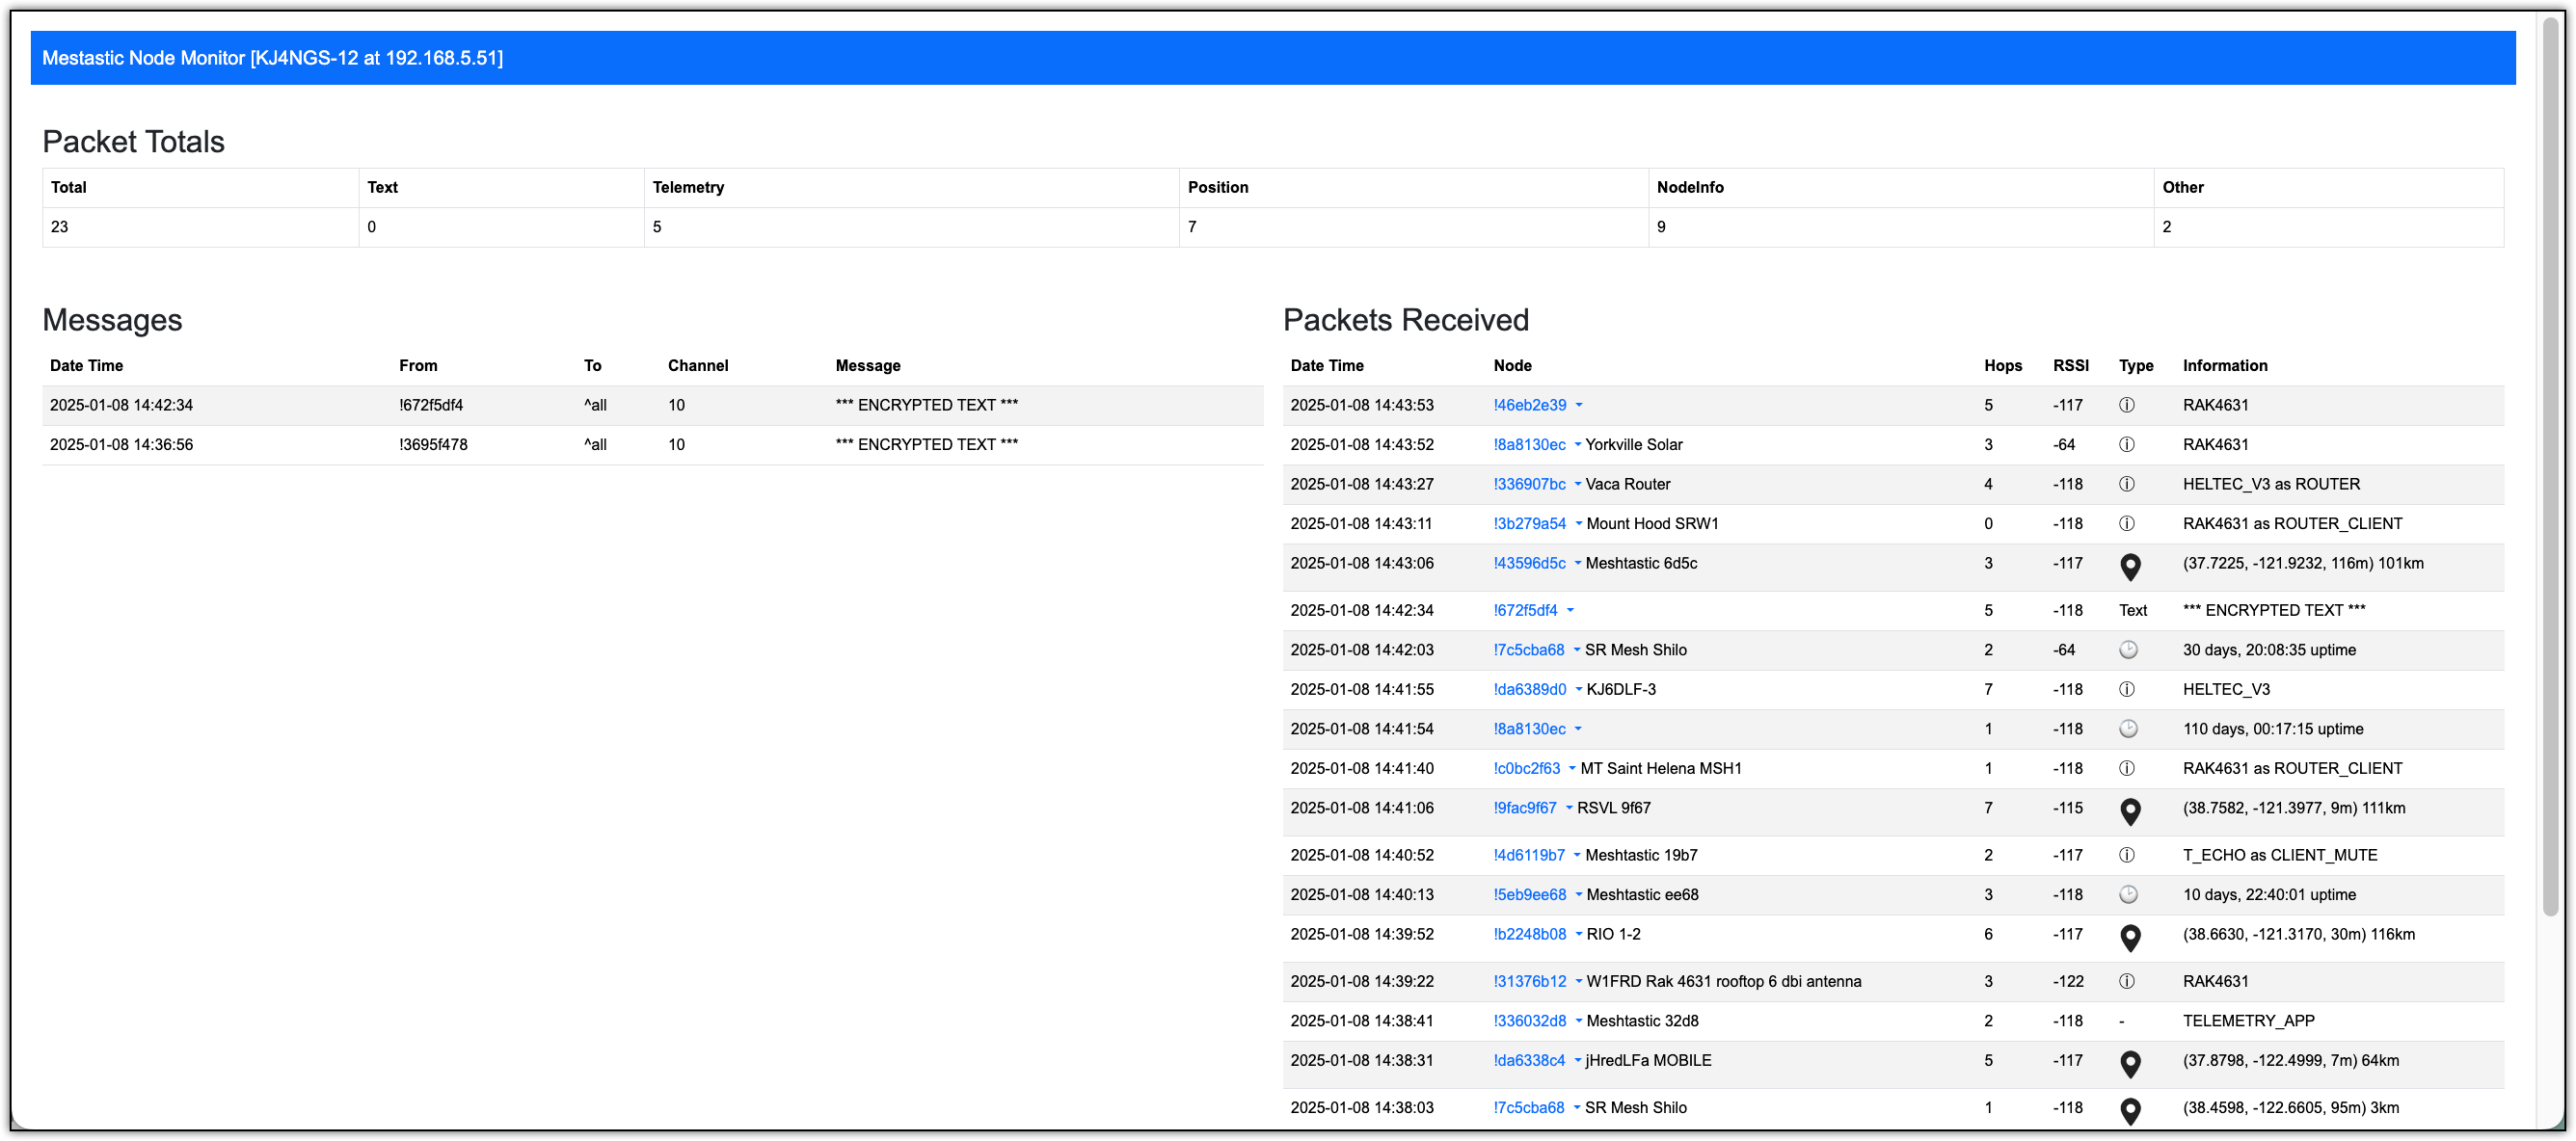 Mestastic Node Monitor [KJ4NGS-12 at 192.168.5.51]
Packet Totals
Total Text Telemetry Position NodeInfo Other
23 0 5 7 9 2
Messages
Date Time From To Channel Message
2025-01-08 14:42:34 !672f5df4 ^all 10 *** ENCRYPTED TEXT ***
2025-01-08 14:36:56 !3695f478 ^all 10 *** ENCRYPTED TEXT ***
Packets Received
Date Time Node Hops RSSI Type Information
2025-01-08 14:43:53 !46eb2e39 5 -117 RAK4631
2025-01-08 14:43:52 !8a8130ec Yorkville Solar 3 -64 RAK4631
2025-01-08 14:43:27 !336907bc Vaca Router 4 -118 HELTEC_V3 as ROUTER
2025-01-08 14:43:11 !3b279a54 Mount Hood SRW1 0 -118 RAK4631 as ROUTER_CLIENT
2025-01-08 14:43:06 !43596d5c Meshtastic 6d5c 3 -117 (37.7225, -121.9232, 116m) 101km
2025-01-08 14:42:34 !672f5df4 5 -118 Text *** ENCRYPTED TEXT ***
2025-01-08 14:42:03 !7c5cba68 SR Mesh Shilo 2 -64 30 days, 20:08:35 uptime
2025-01-08 14:41:55 !da6389d0 KJ6DLF-3 7 -118 HELTEC_V3
2025-01-08 14:41:54 !8a8130ec 1 -118 110 days, 00:17:15 uptime
2025-01-08 14:41:40 !c0bc2f63 MT Saint Helena MSH1 1 -118 RAK4631 as ROUTER_CLIENT
2025-01-08 14:41:06 !9fac9f67 RSVL 9f67 7 -115 (38.7582, -121.3977, 9m) 111km
2025-01-08 14:40:52 !4d6119b7 Meshtastic 19b7 2 -117 T_ECHO as CLIENT_MUTE
2025-01-08 14:40:13 !5eb9ee68 Meshtastic ee68 3 -118 10 days, 22:40:01 uptime
2025-01-08 14:39:52 !b2248b08 RIO 1-2 6 -117 (38.6630, -121.3170, 30m) 116km
2025-01-08 14:39:22 !31376b12 W1FRD Rak 4631 rooftop 6 dbi antenna 3 -122 RAK4631
2025-01-08 14:38:41 !336032d8 Meshtastic 32d8 2 -118 - TELEMETRY_APP
2025-01-08 14:38:31 !da6338c4 jHredLFa MOBILE 5 -117 (37.8798, -122.4999, 7m) 64km
2025-01-08 14:38:03 !7c5cba68 SR Mesh Shilo 1 -118 (38.4598, -122.6605, 95m) 3km